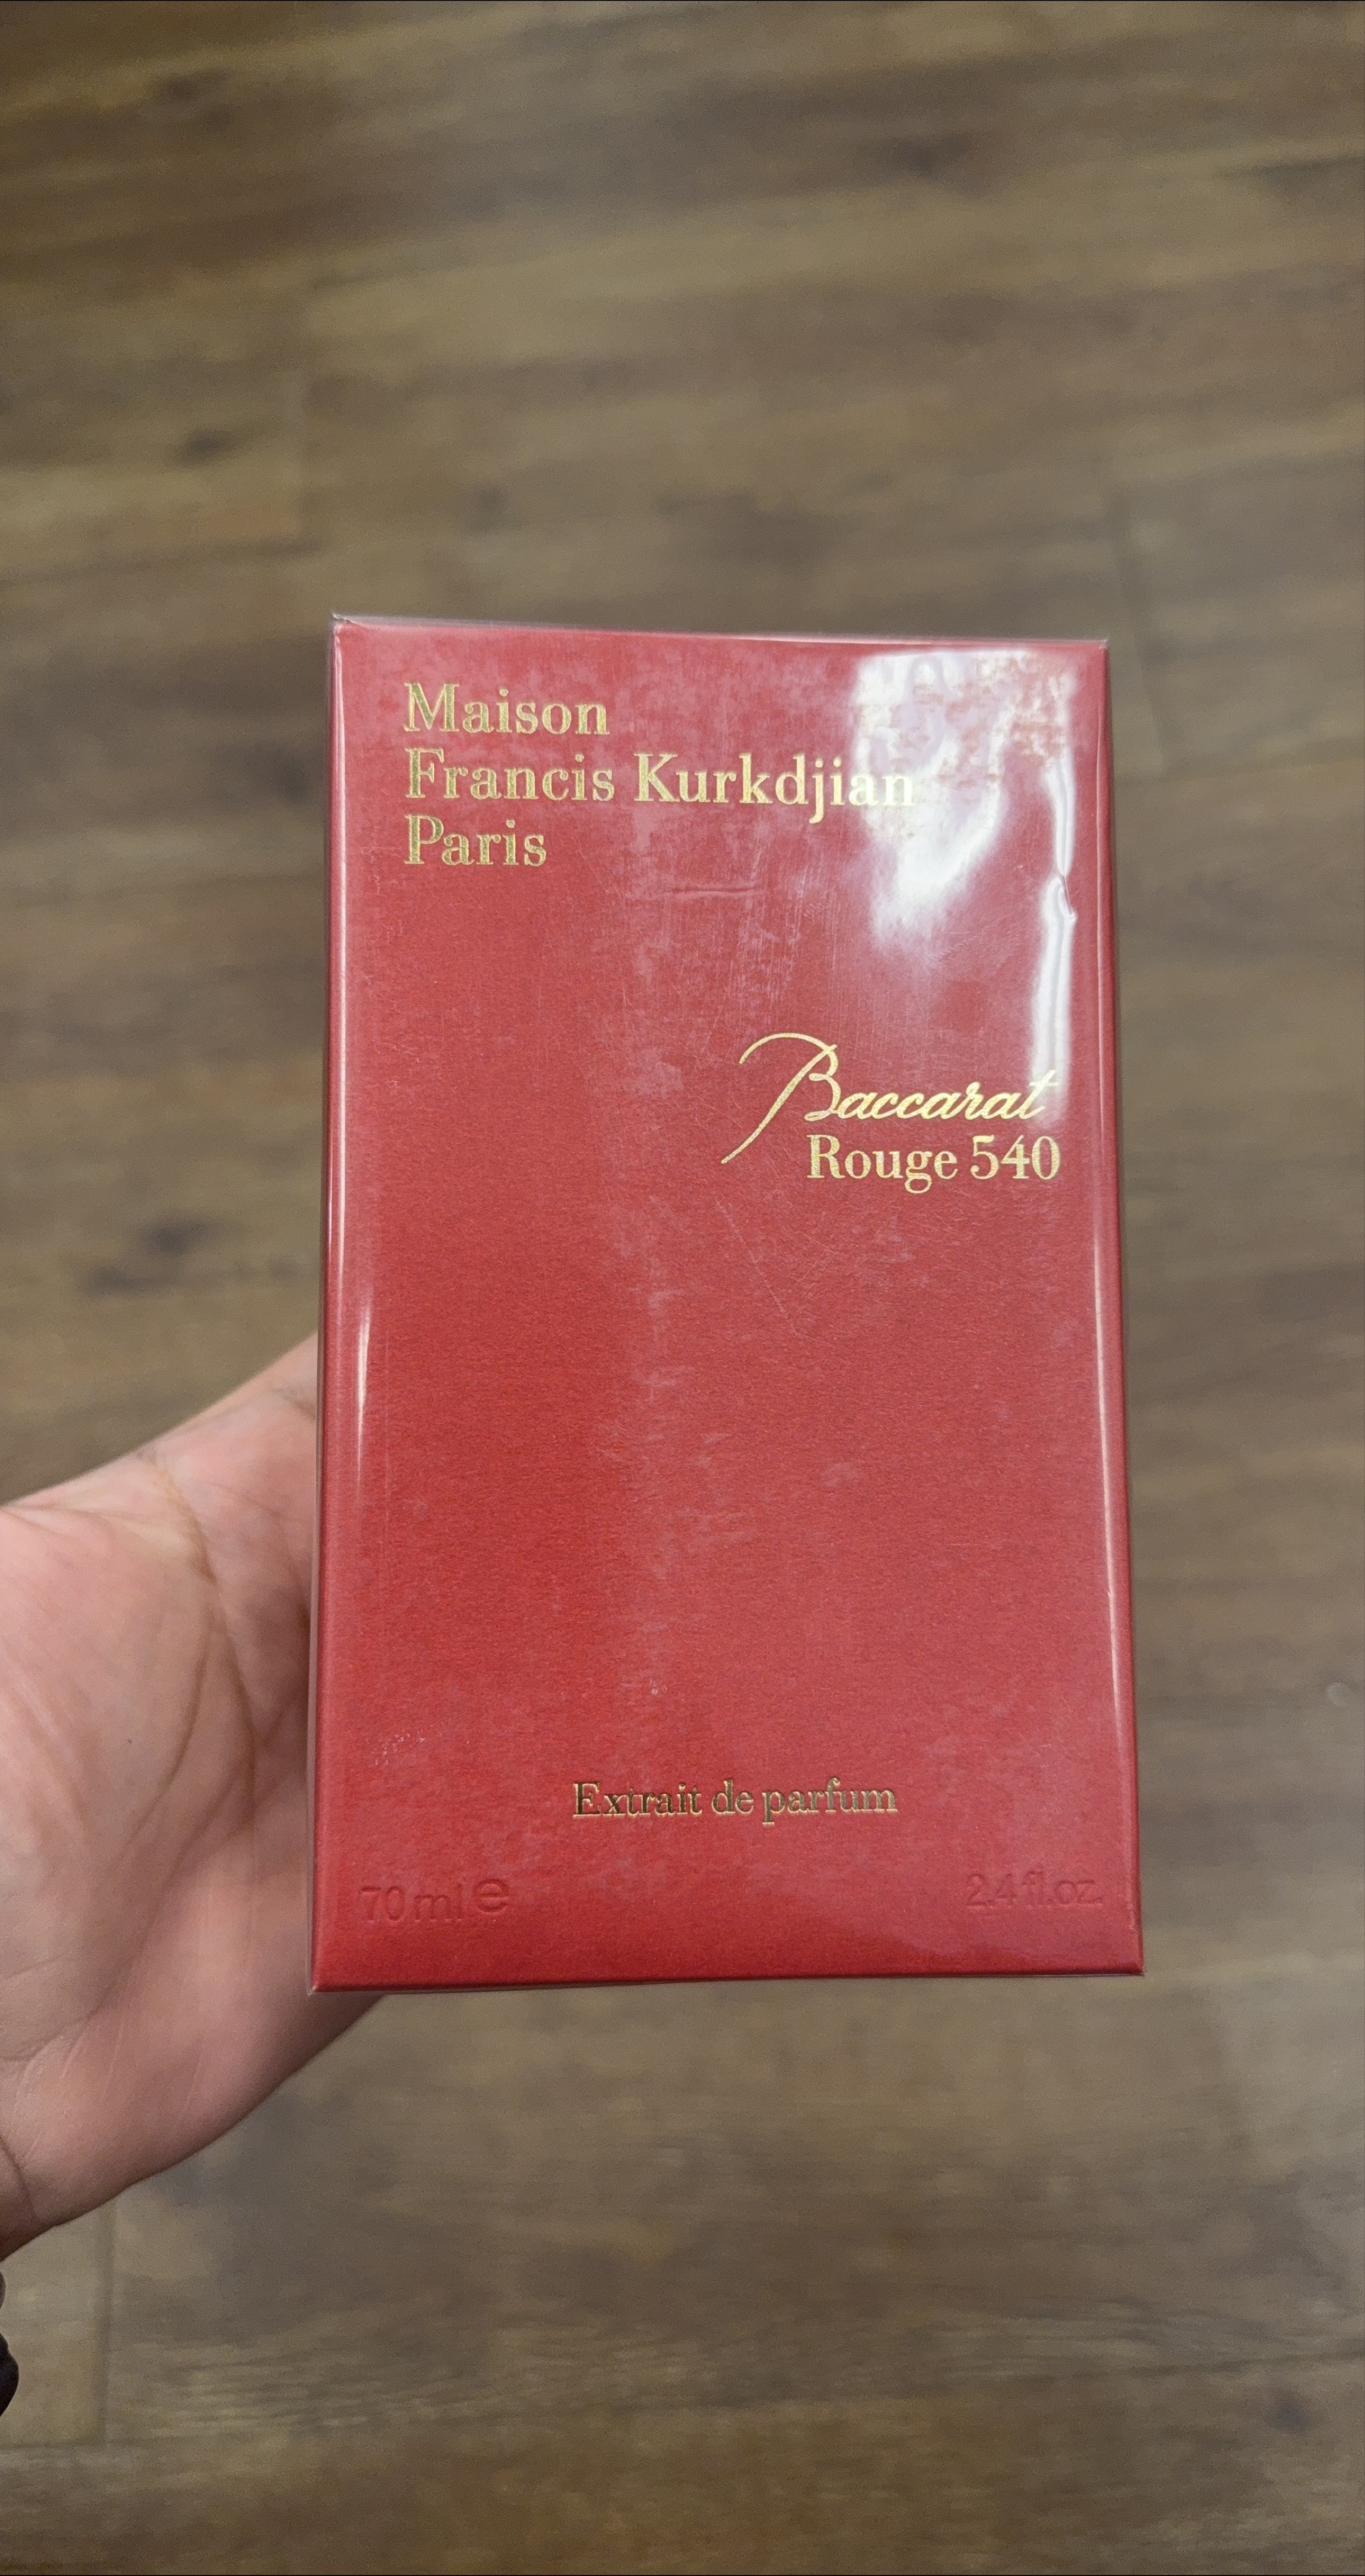 Maison
Francis Kurkdjian
Paris
Baccarat
Rouge 540
Extrait de parfum
70 ml e
2.4 fl.oz.